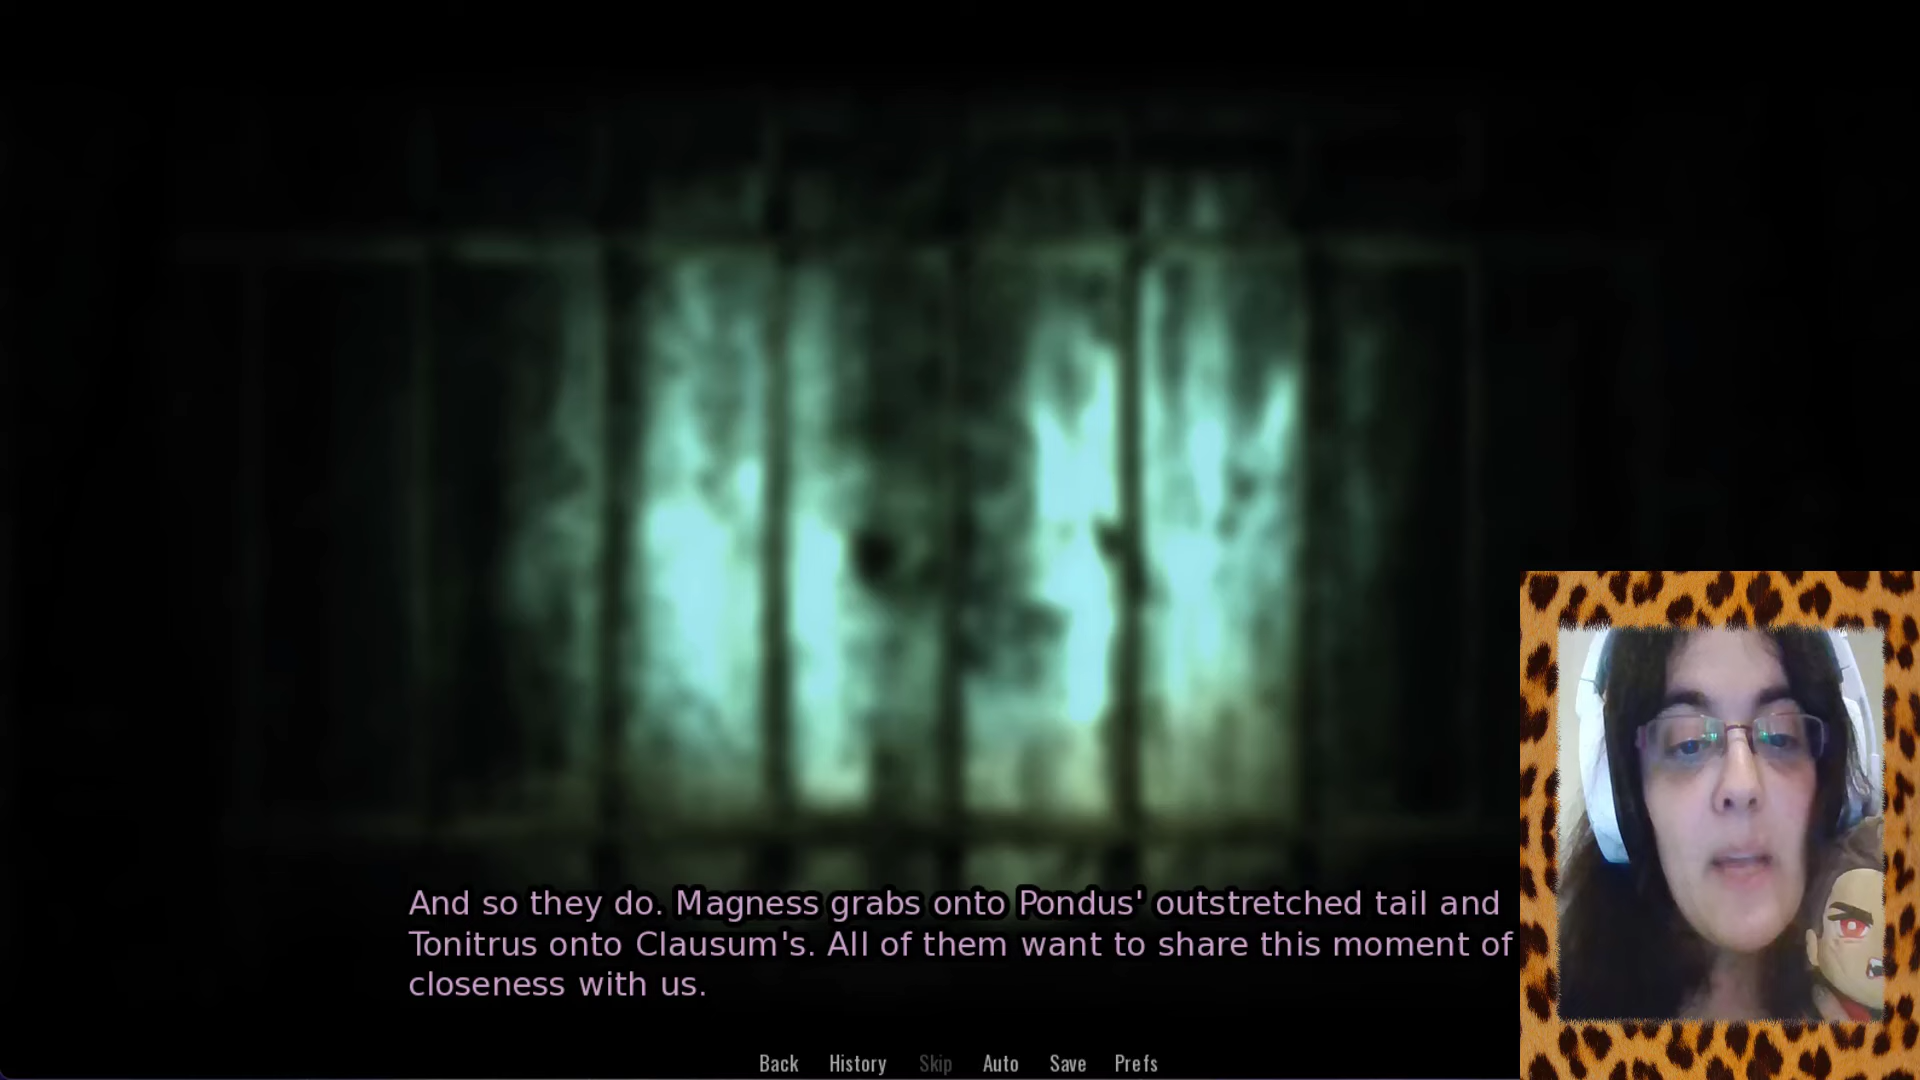 And so they do. Magness grabs onto Pondus' outstretched tail and
Tonitrus onto Clausum's. All of them want to share this moment of
closeness with us.
Back History Skip Auto Save Prefs